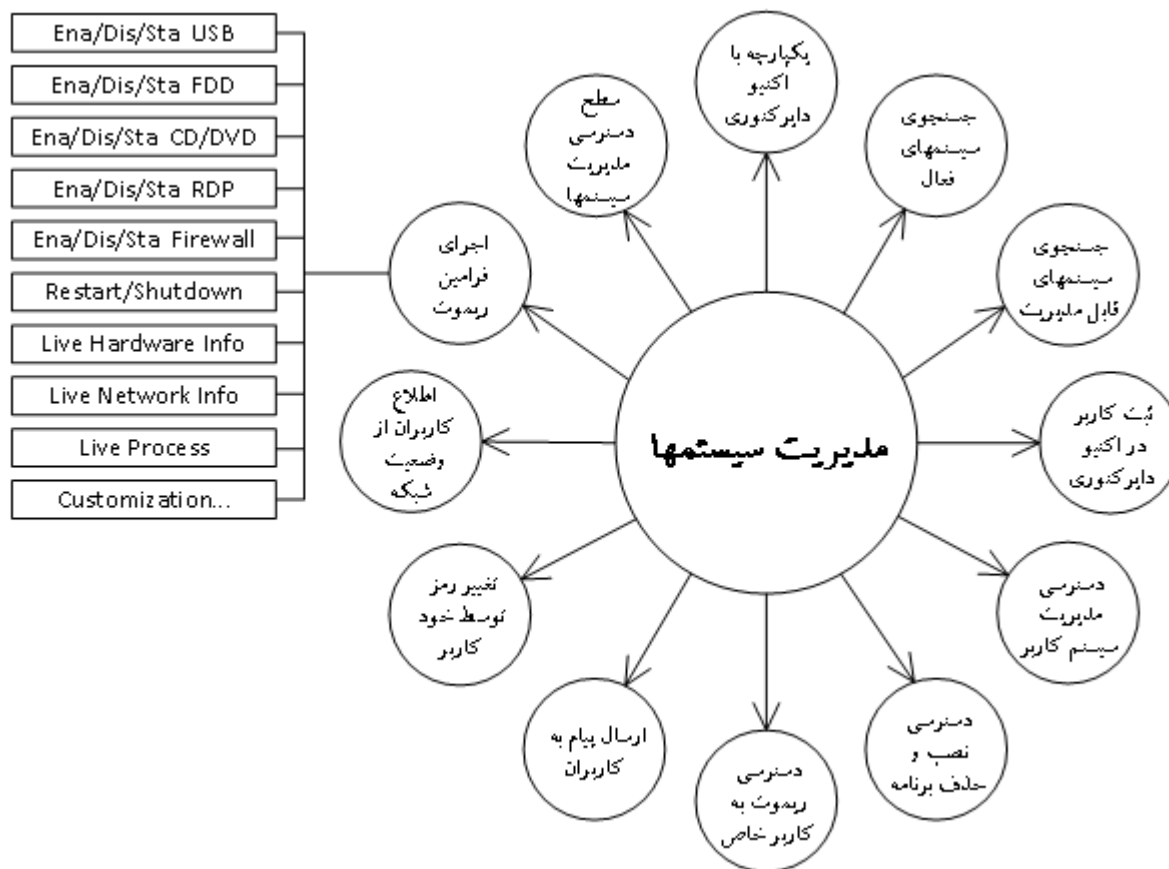 Ena/Dis/Sta USB
Ena/Dis/Sta FDD
Ena/Dis/Sta CD/DVD
Ena/Dis/Sta RDP
Ena/Dis/Sta Firewall
Restart/Shutdown
Live Hardware Info
Live Network Info
Live Process
Customization...
مدیریت سیستمها
یکپارچه با
اکتیو
دایرکتوری
جستجوی
سیستمهای
فعال
جستجوی
سیستمهای
قابل مدیریت
ثبت کاربر
در اکتیو
دایرکتوری
دسترسی
مدیریت
سیستم کاربر
دسترسی
نصب و
حذف برنامه
دسترسی
ریموت به
کاربر خاص
ارسال پیام به
کاربران
تغییر رمز
توسط خود
کاربر
اطلاع
کاربران از
وضعیت
شبکه
اجرای
فرامین
ریموت
سطح
دسترسی
مدیریت
سیستمها